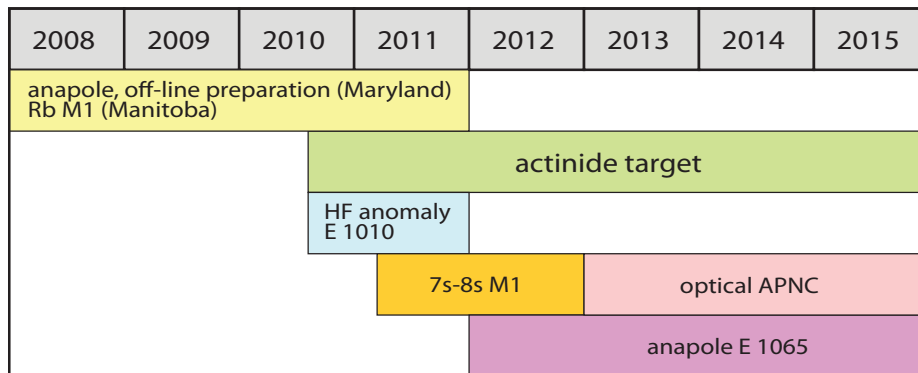 2008 2009 2010 2011 2012 2013 2014 2015
anapole, off-line preparation (Maryland)
Rb M1 (Manitoba)
actinide target
HF anomaly
E 1010
7s-8s M1 optical APNC
anapole E 1065